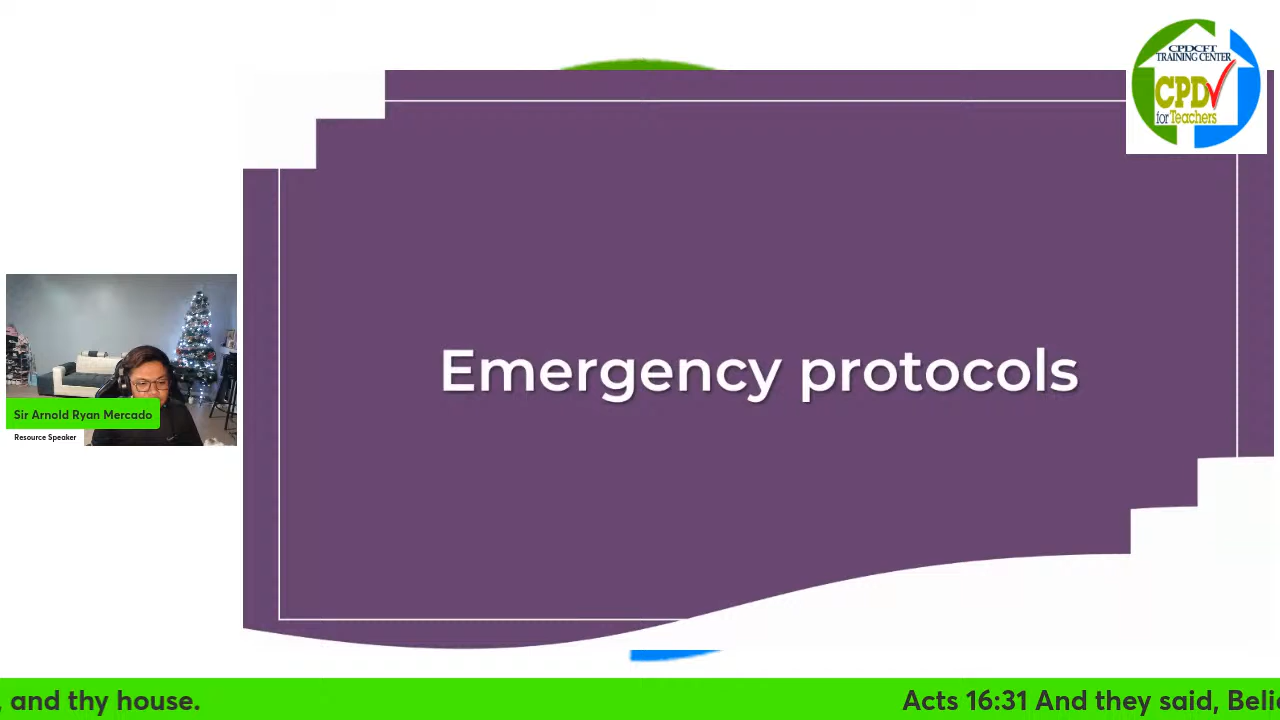 CPDCFT
TRAINING CENTER
CPD
for Teachers
Emergency protocols
Sir Arnold Ryan Mercado
Resource Speaker
, and thy house.
Acts 16:31 And they said, Belie